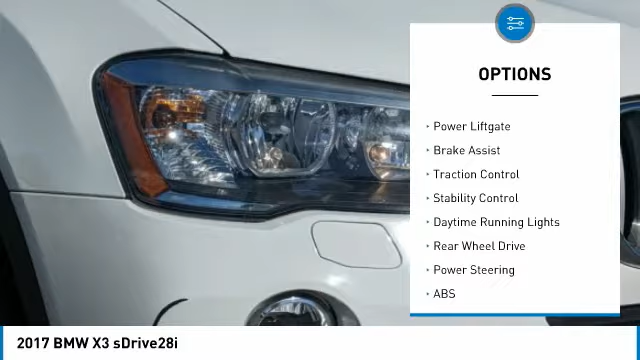 OPTIONS
Power Liftgate
Brake Assist
Traction Control
Stability Control
Daytime Running Lights
Rear Wheel Drive
Power Steering
ABS
2017 BMW X3 sDrive28i